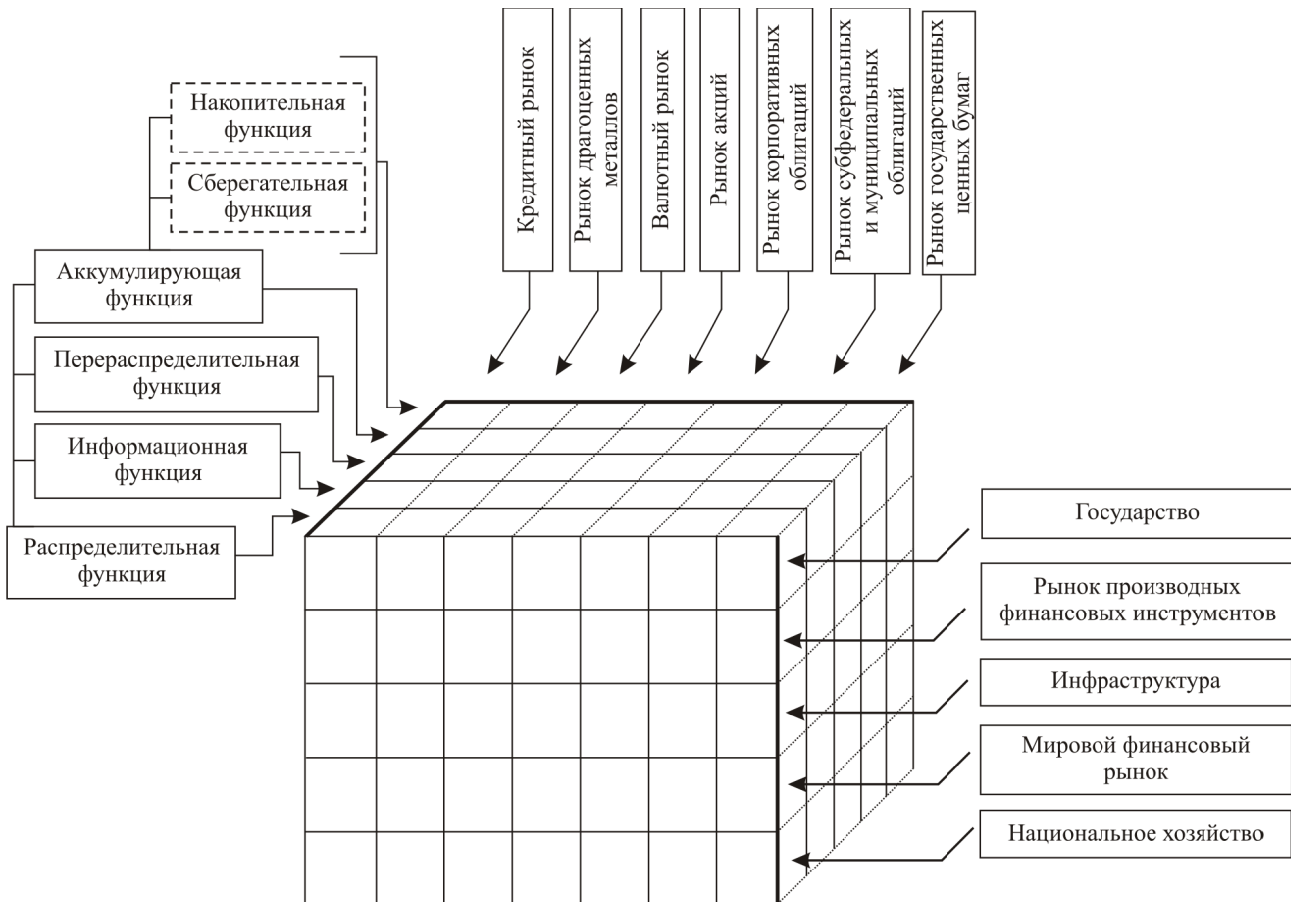 Накопительная
функция
Сберегательная
функция
Аккумулирующая
функция
Перераспределительная
функция
Информационная
функция
Распределительная
функция
Кредитный рынок
Рынок драгоценных
металлов
Валютный рынок
Рынок акций
Рынок корпоративных
облигаций
Рынок субфедеральных
и муниципальных
облигаций
Рынок государственных
ценных бумаг
Государство
Рынок производных
финансовых инструментов
Инфраструктура
Мировой финансовый
рынок
Национальное хозяйство